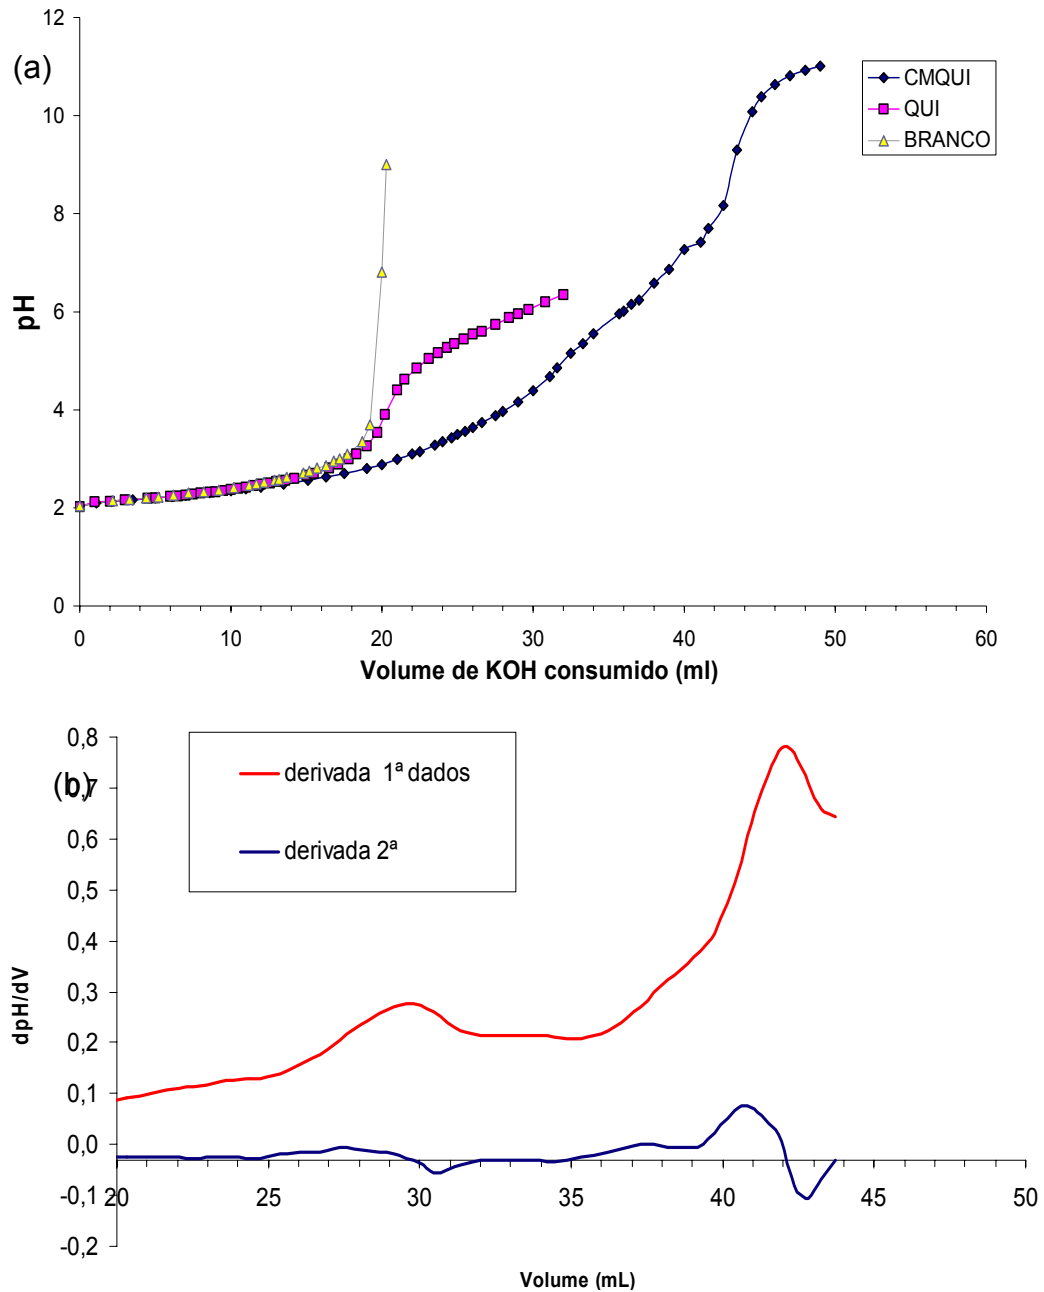 12
(a)
CMQUI
QUI
BRANCO
10
8
pH
6
4
2
0
0 10 20 30 40 50 60
Volume de KOH consumido (ml)
0,8
derivada 1ª dados
(b)
0,7
derivada 2ª
0,6
0,5
0,4
dpH/dV
0,3
0,2
0,1
0,0
-0,1
20 25 30 35 40 45 50
-0,2
Volume (mL)